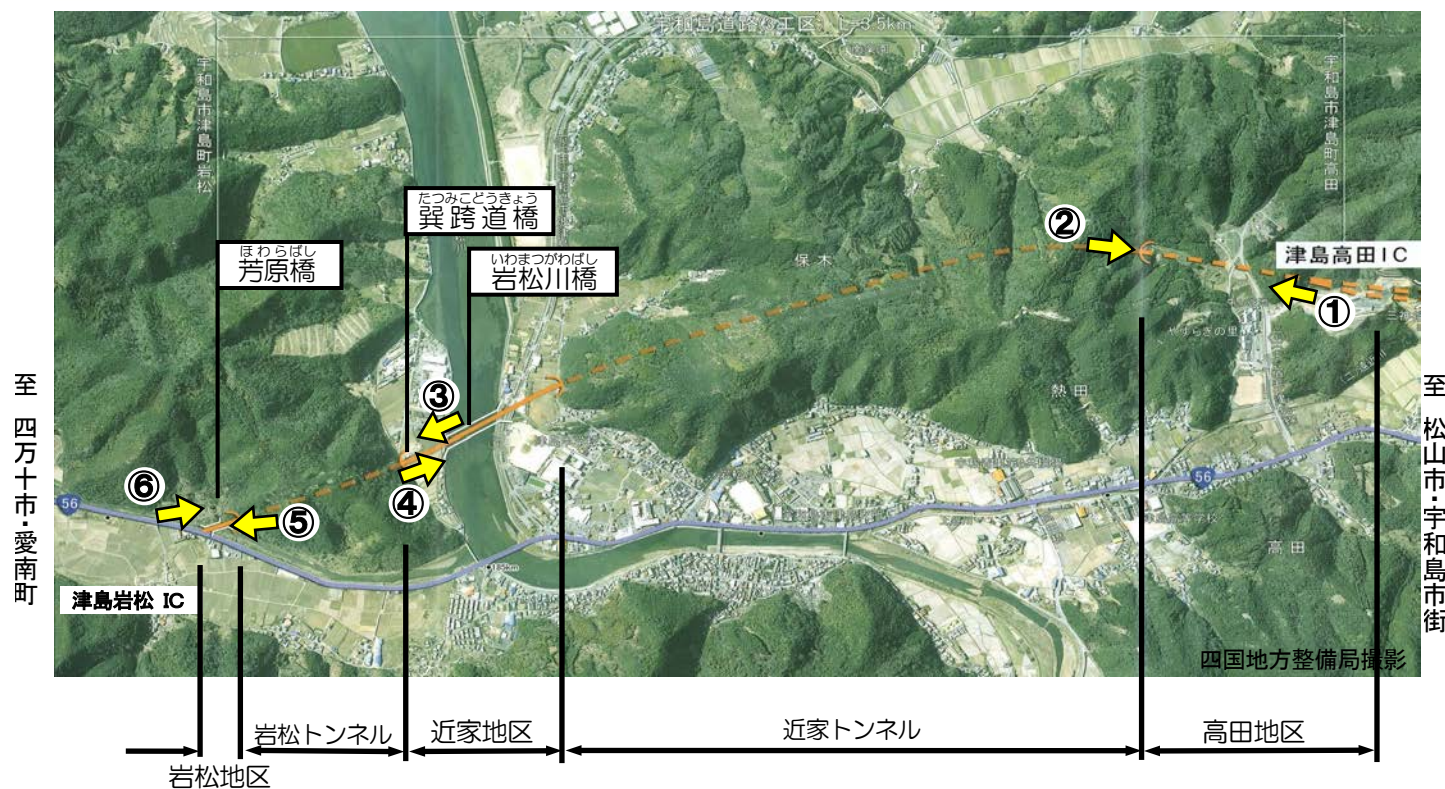 宇和島道路 工区 L=3.5km
宇和島市津島町岩松
宇和島市津島町高田
たつみこどうきょう
巽跨道橋
ほわらばし
芳原橋
いわまつがわばし
岩松川橋
保木
②
津島高田IC
①
やすらぎの里
熱田
③
④
⑥
⑤
56
56
高田
津島岩松 IC
至 四万十市・愛南町
至 松山市・宇和島市街
四国地方整備局撮影
岩松トンネル
近家地区
近家トンネル
高田地区
岩松地区